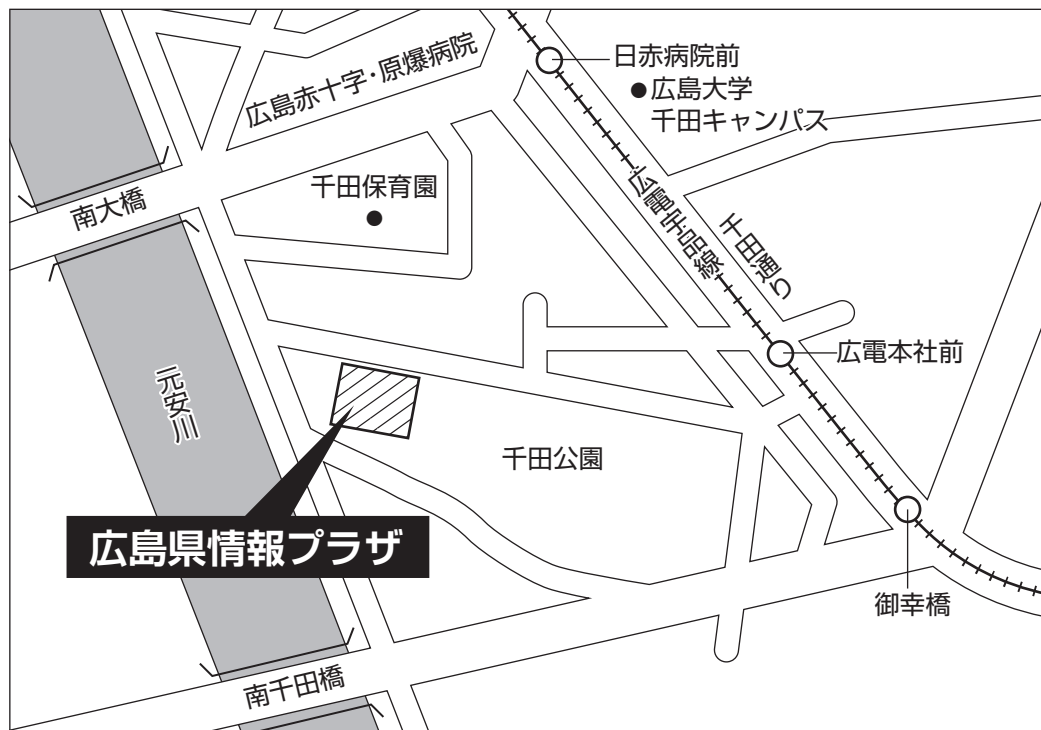 日赤病院前
広島大学
千田キャンパス
広島赤十字・原爆病院
千田保育園
南大橋
広電宇品線
千田通り
広電本社前
元安川
千田公園
広島県情報プラザ
御幸橋
南千田橋